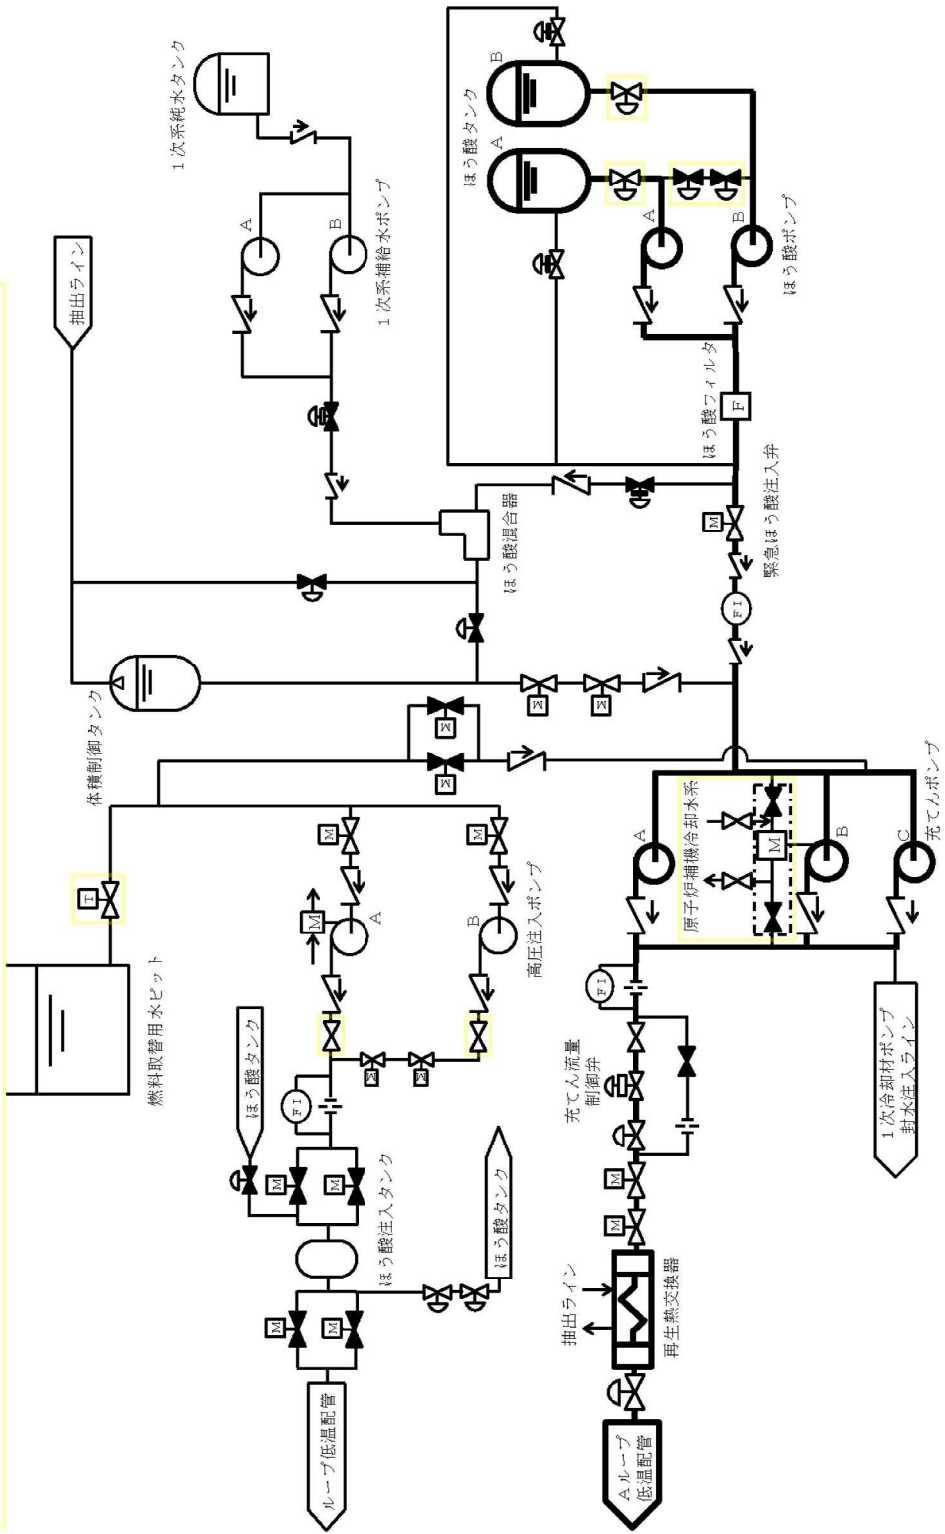 抽出ライン
1次系純水タンク
A
B
1次系補給水ポンプ
ほう酸タンク
A
B
A
B
ほう酸ポンプ
ほう酸フィルタ
F
緊急ほう酸注入弁
M
FI
ほう酸混合器
体積制御タンク
M
M
M
M
T
燃料取替用水ピット
M
M
M
A
B
高圧注入ポンプ
M
M
FI
ほう酸タンク
M
M
ほう酸注入タンク
ほう酸タンク
M
M
ループ低温配管
原子炉補機冷却水系
M
A
B
C
充てんポンプ
1次冷却材ポンプ
封水注入ライン
FI
充てん流量
制御弁
M
M
抽出ライン
再生熱交換器
Aループ
低温配管